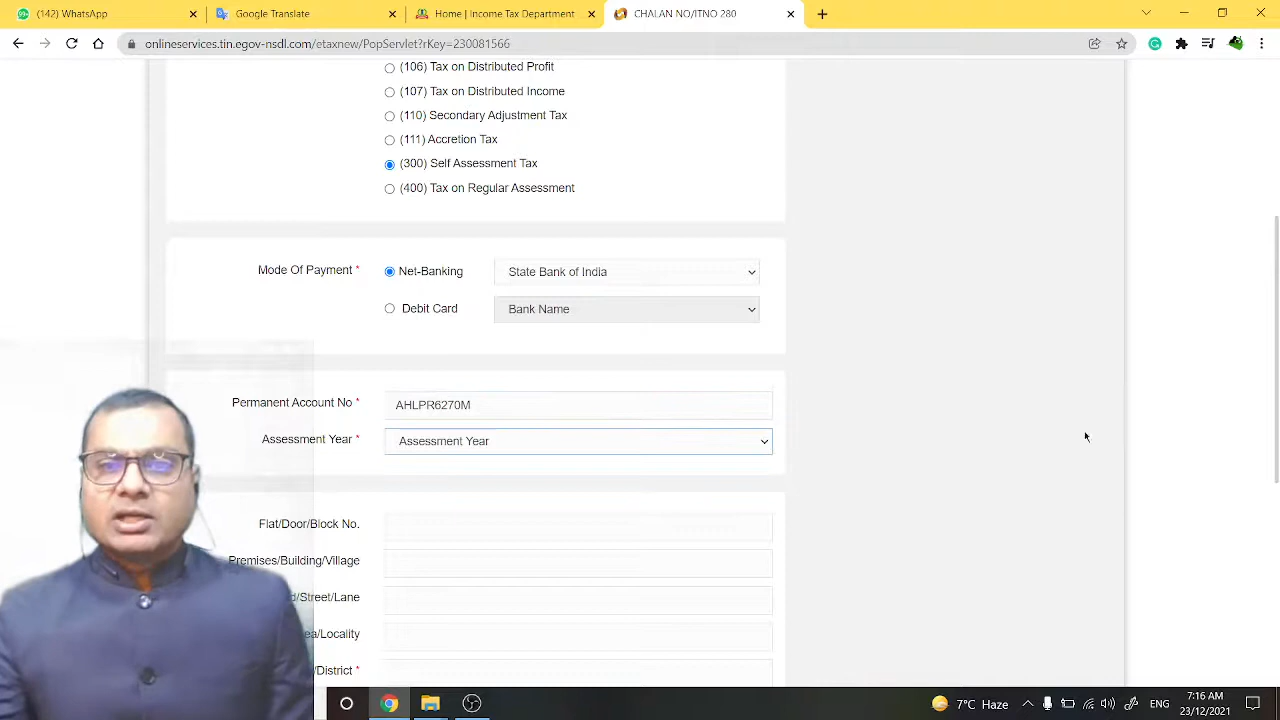 99+ (142) WhatsApp Google Translate Home | Income Tax Department CHALAN NO/ITNO 280
onlineservices.tin.egov-nsdl.com/etaxnew/PopServlet?rKey=230081566
(106) Tax on Distributed Profit
(107) Tax on Distributed Income
(110) Secondary Adjustment Tax
(111) Accretion Tax
(300) Self Assessment Tax
(400) Tax on Regular Assessment
Mode Of Payment * Net-Banking State Bank of India
Debit Card Bank Name
Permanent Account No * AHLPR6270M
Assessment Year * Assessment Year
Flat/Door/Block No.
Premises/Building/Village
d/Street/Lane
ea/Locality
/District *
7°C Haze ENG 7:16 AM
23/12/2021